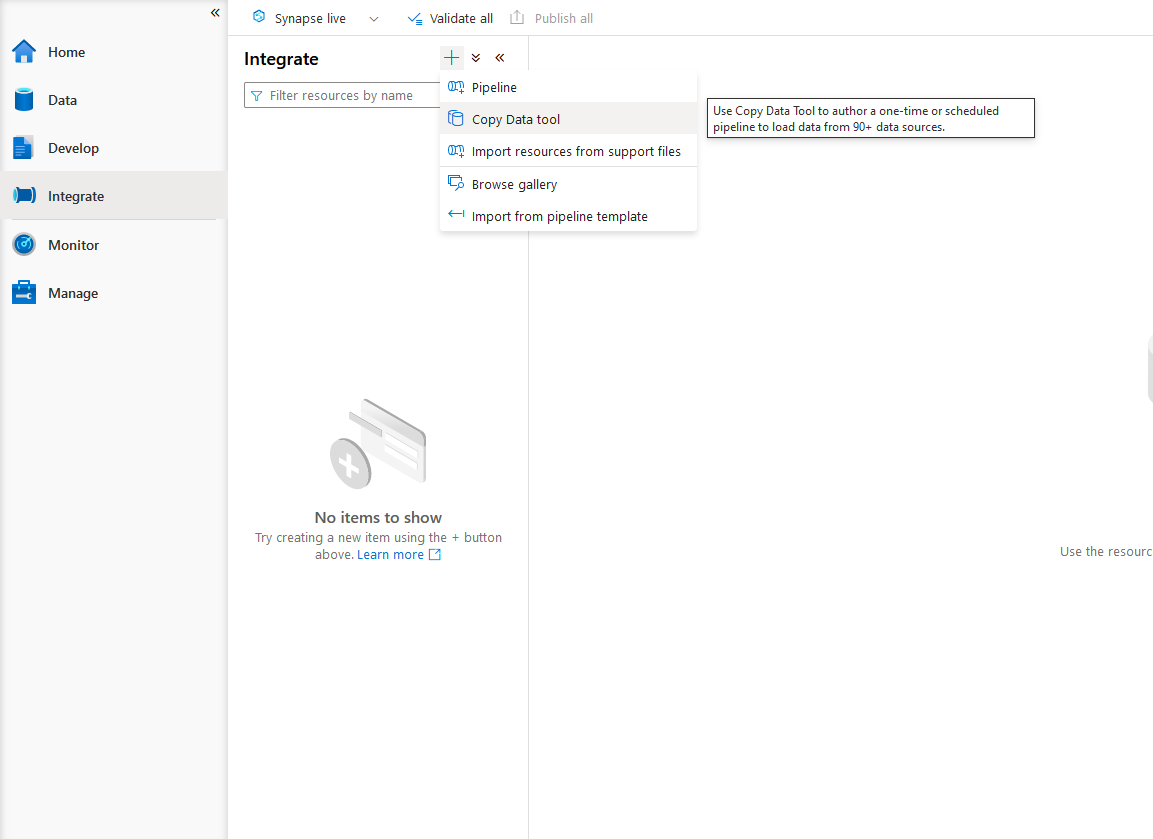 Synapse live
Validate all
Publish all
Home
Data
Develop
Integrate
Monitor
Manage
Integrate
Filter resources by name
Pipeline
Copy Data tool
Import resources from support files
Browse gallery
Import from pipeline template
Use Copy Data Tool to author a one-time or scheduled
pipeline to load data from 90+ data sources.
No items to show
Try creating a new item using the + button
above. Learn more
Use the resourc